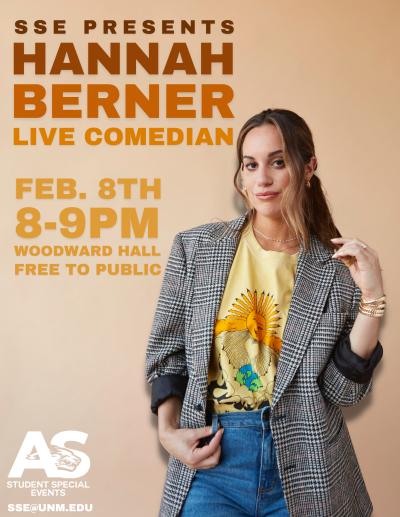 SSE PRESENTS
HANNAH
BERNER
LIVE COMEDIAN
FEB. 8TH
8-9PM
WOODWARD HALL
FREE TO PUBLIC
AS
STUDENT SPECIAL
EVENTS
SSE@UNM.EDU